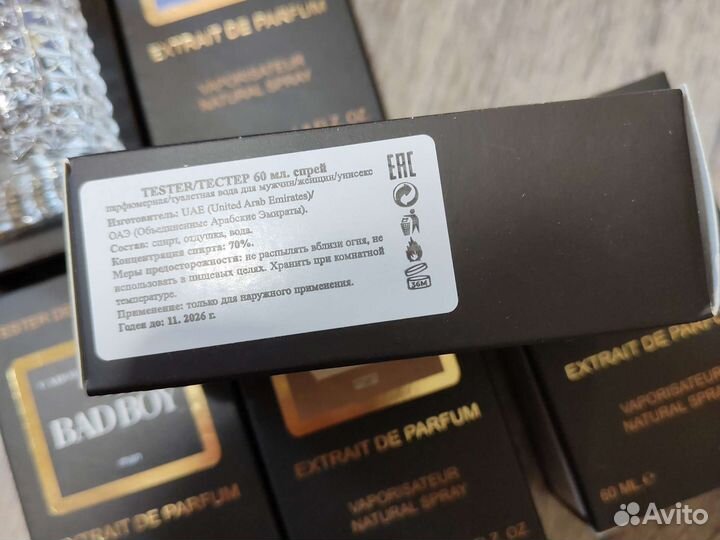 EXTRAIT DE PARFUM
VAPORISATEUR
NATURAL SPRAY
TESTER/ТЕСТЕР 60 мл. спрей
парфюмерная/туалетная вода для мужчин/женщин/унисекс
Изготовитель: UAE (United Arab Emirates)/
ОАЭ (Объединенные Арабские Эмираты).
Состав: спирт, отдушка, вода.
Концентрация спирта: 70%.
Меры предосторожности: не распылять вблизи огня, не
использовать в пищевых целях. Хранить при комнатной
температуре.
Применение: только для наружного применения.
Годен до: 11. 2026 г.
EAC
36M
TESTER
BAD BOY
EXTRAIT DE PARFUM
EXTRAIT DE PARFUM
VAPORISATEUR
NATURAL SPRAY
EXTRAIT DE PARFUM
VAPORISATEUR
NATURAL SPRAY
60 ML
Avito